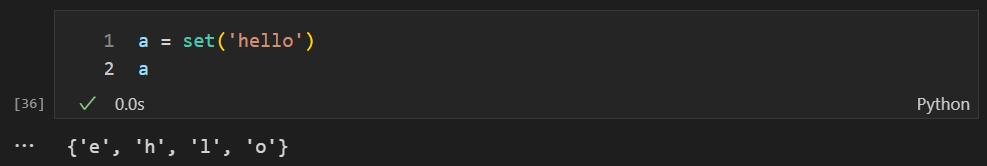 1 a = set('hello')
2 a
[36] ✓ 0.0s Python
... {'e', 'h', 'l', 'o'}